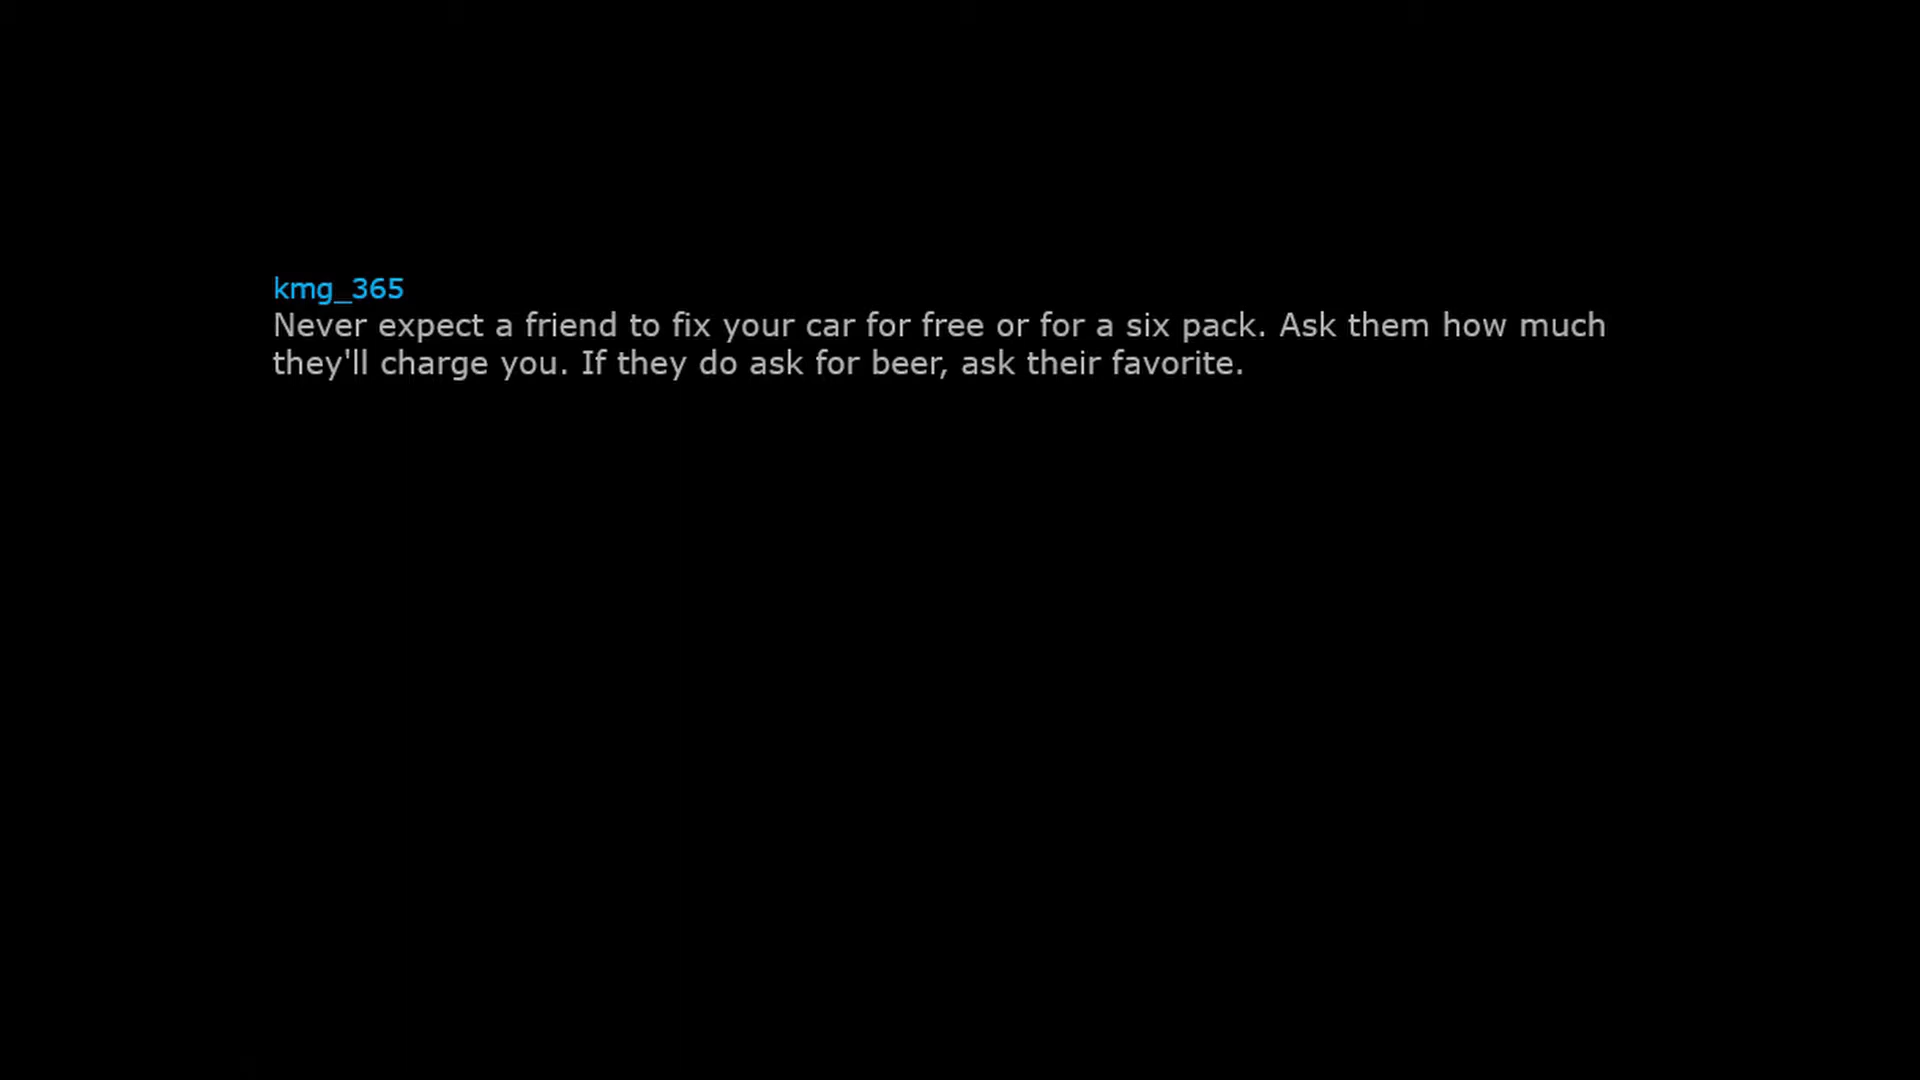 kmg_365
Never expect a friend to fix your car for free or for a six pack. Ask them how much
they'll charge you. If they do ask for beer, ask their favorite.